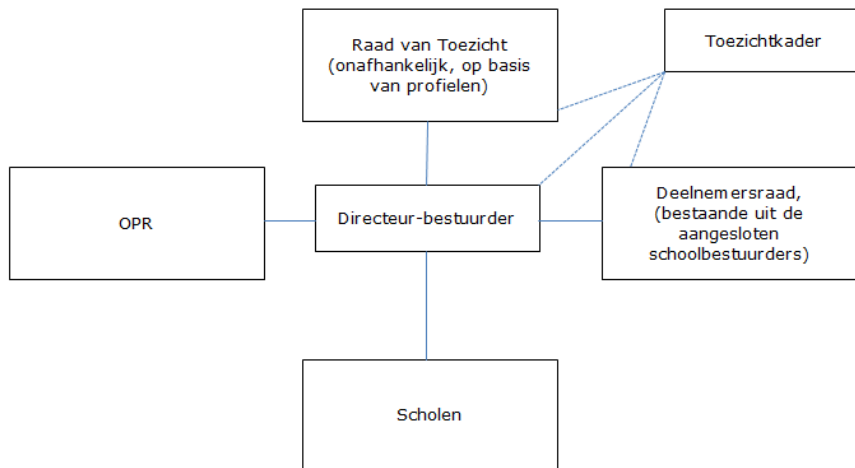 Raad van Toezicht
(onafhankelijk, op basis
van profielen)
Toezichtkader
OPR
Directeur-bestuurder
Deelnemersraad,
(bestaande uit de
aangesloten
schoolbestuurders)
Scholen